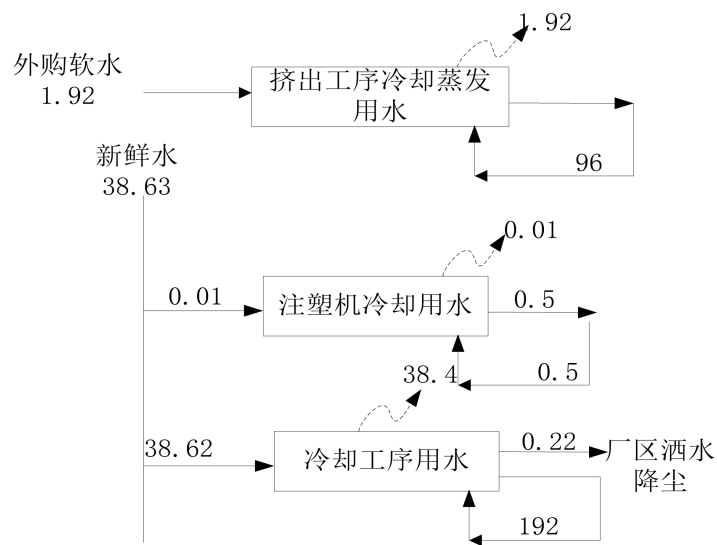 1.92
外购软水
1.92
挤出工序冷却蒸发
用水
96
新鲜水
38.63
0.01
0.01
注塑机冷却用水
0.5
0.5
38.4
38.62
冷却工序用水
0.22
厂区洒水
降尘
192